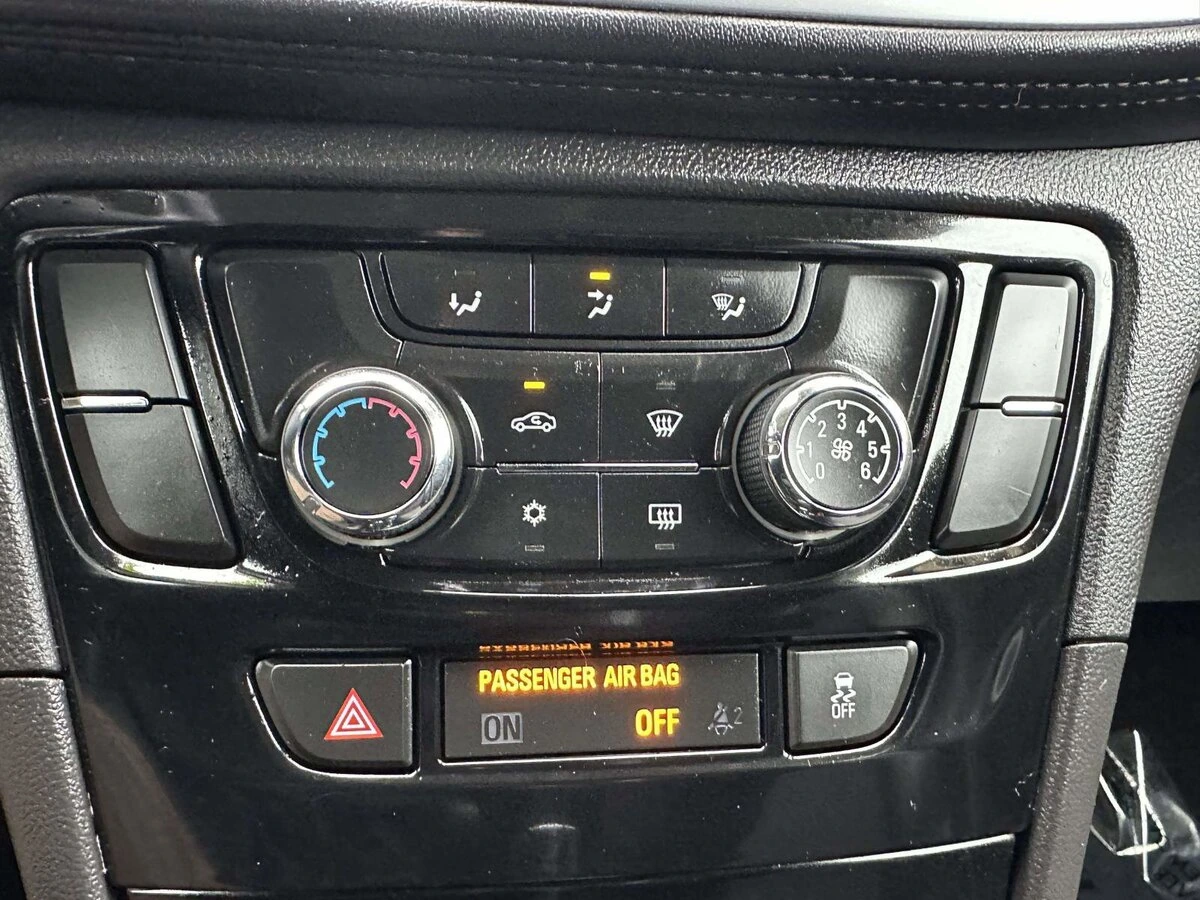 0 1 2 3 4 5 6
PASSENGER AIR BAG
ON OFF 2
OFF